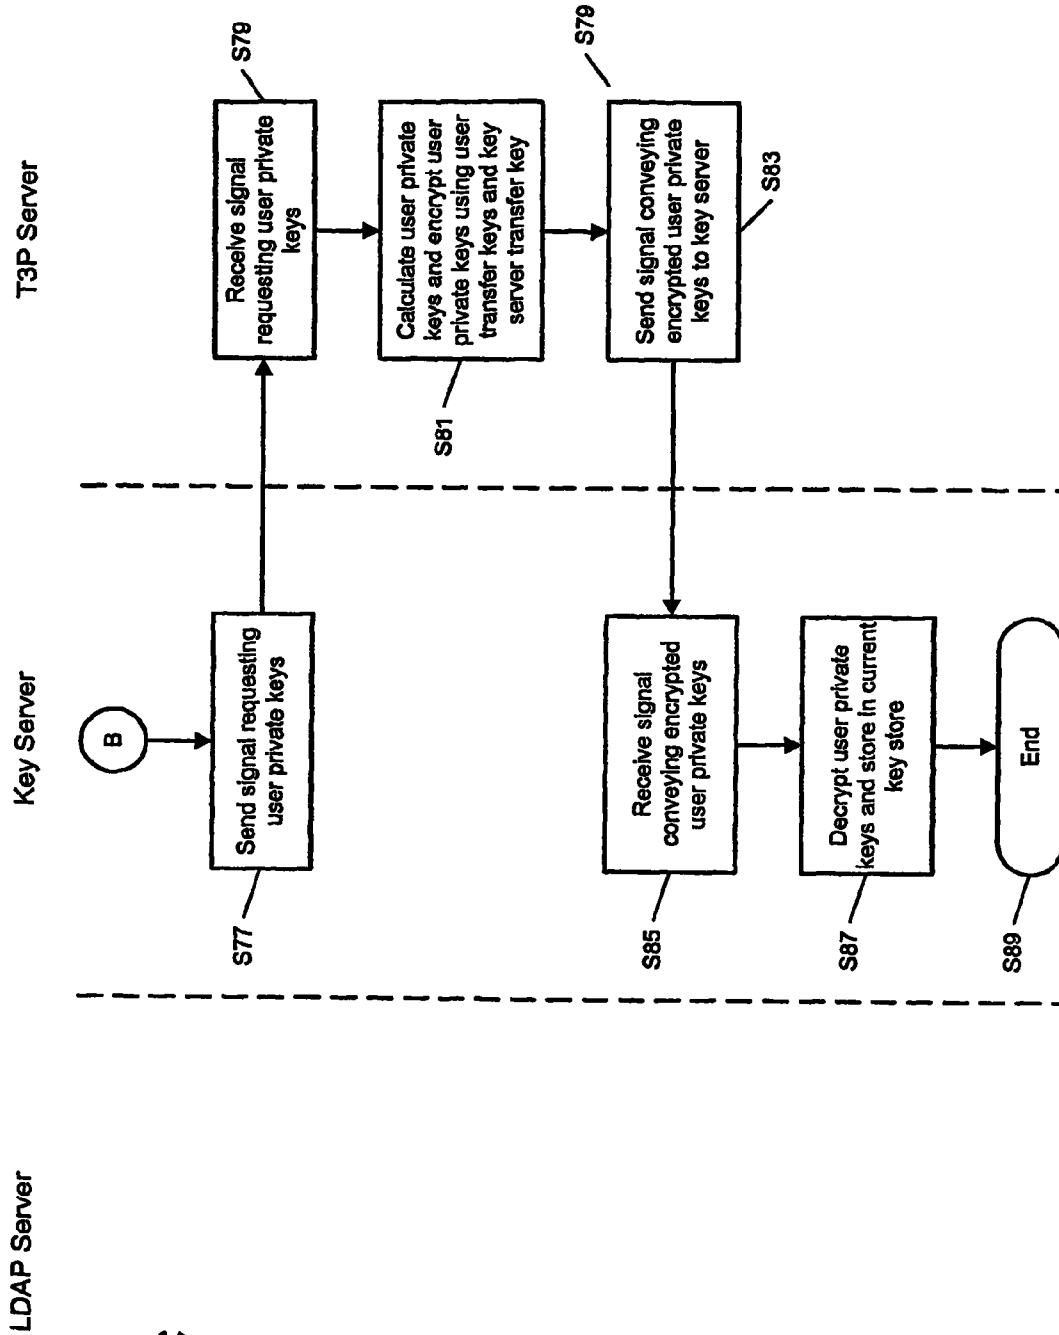 LDAP Server
Key Server
T3P Server
B
Send signal requesting
user private keys
S77
Receive signal
requesting user private
keys
S79
Calculate user private
keys and encrypt user
private keys using user
transfer keys and key
server transfer key
S81
Send signal conveying
encrypted user private
keys to key server
S79
S83
Receive signal
conveying encrypted
user private keys
S85
Decrypt user private
keys and store in current
key store
S87
End
S89